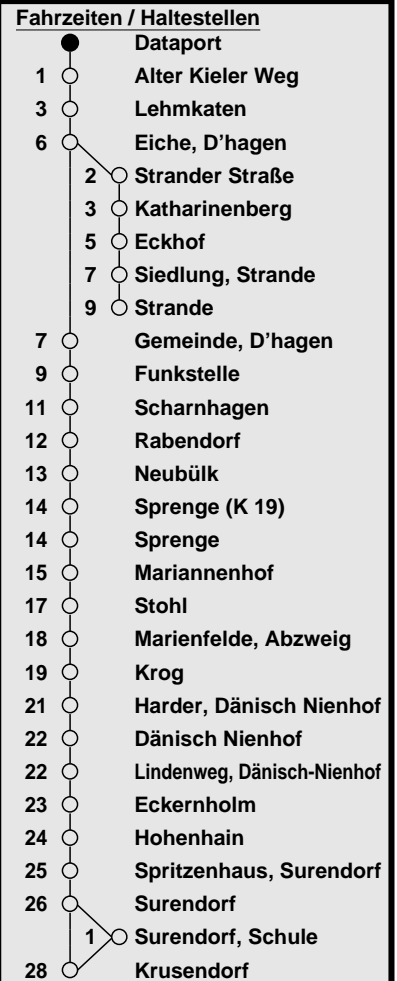 Fahrzeiten / Haltestellen
Dataport
1 Alter Kieler Weg
3 Lehmkaten
6 Eiche, D'hagen
2 Strander Straße
3 Katharinenberg
5 Eckhof
7 Siedlung, Strande
9 Strande
7 Gemeinde, D'hagen
9 Funkstelle
11 Scharnhagen
12 Rabendorf
13 Neubülk
14 Sprenge (K 19)
14 Sprenge
15 Mariannenhof
17 Stohl
18 Marienfelde, Abzweig
19 Krog
21 Harder, Dänisch Nienhof
22 Dänisch Nienhof
22 Lindenweg, Dänisch-Nienhof
23 Eckernholm
24 Hohenhain
25 Spritzenhaus, Surendorf
26 Surendorf
1 Surendorf, Schule
28 Krusendorf